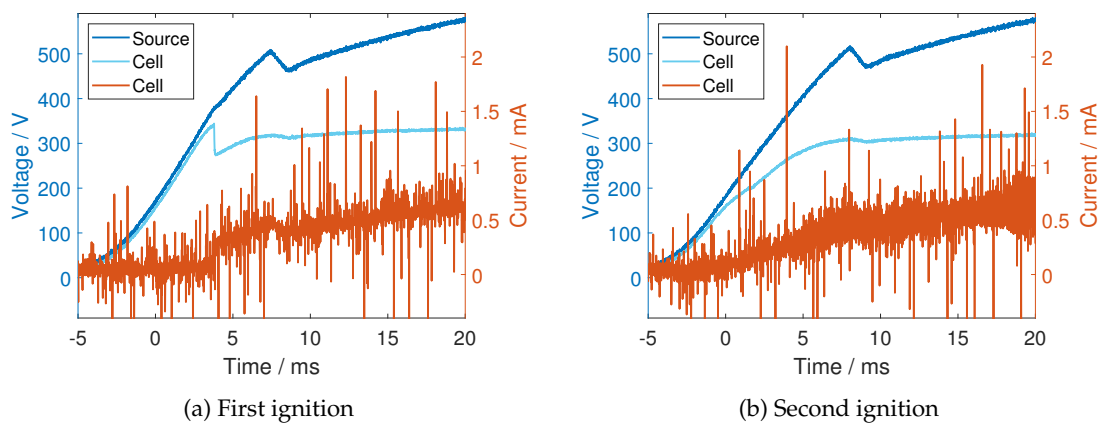 Source
Cell
Cell
Voltage / V
0
100
200
300
400
500
Current / mA
0
0.5
1
1.5
2
-5 0 5 10 15 20
Time / ms
(a) First ignition
Source
Cell
Cell
Voltage / V
0
100
200
300
400
500
Current / mA
0
0.5
1
1.5
2
-5 0 5 10 15 20
Time / ms
(b) Second ignition